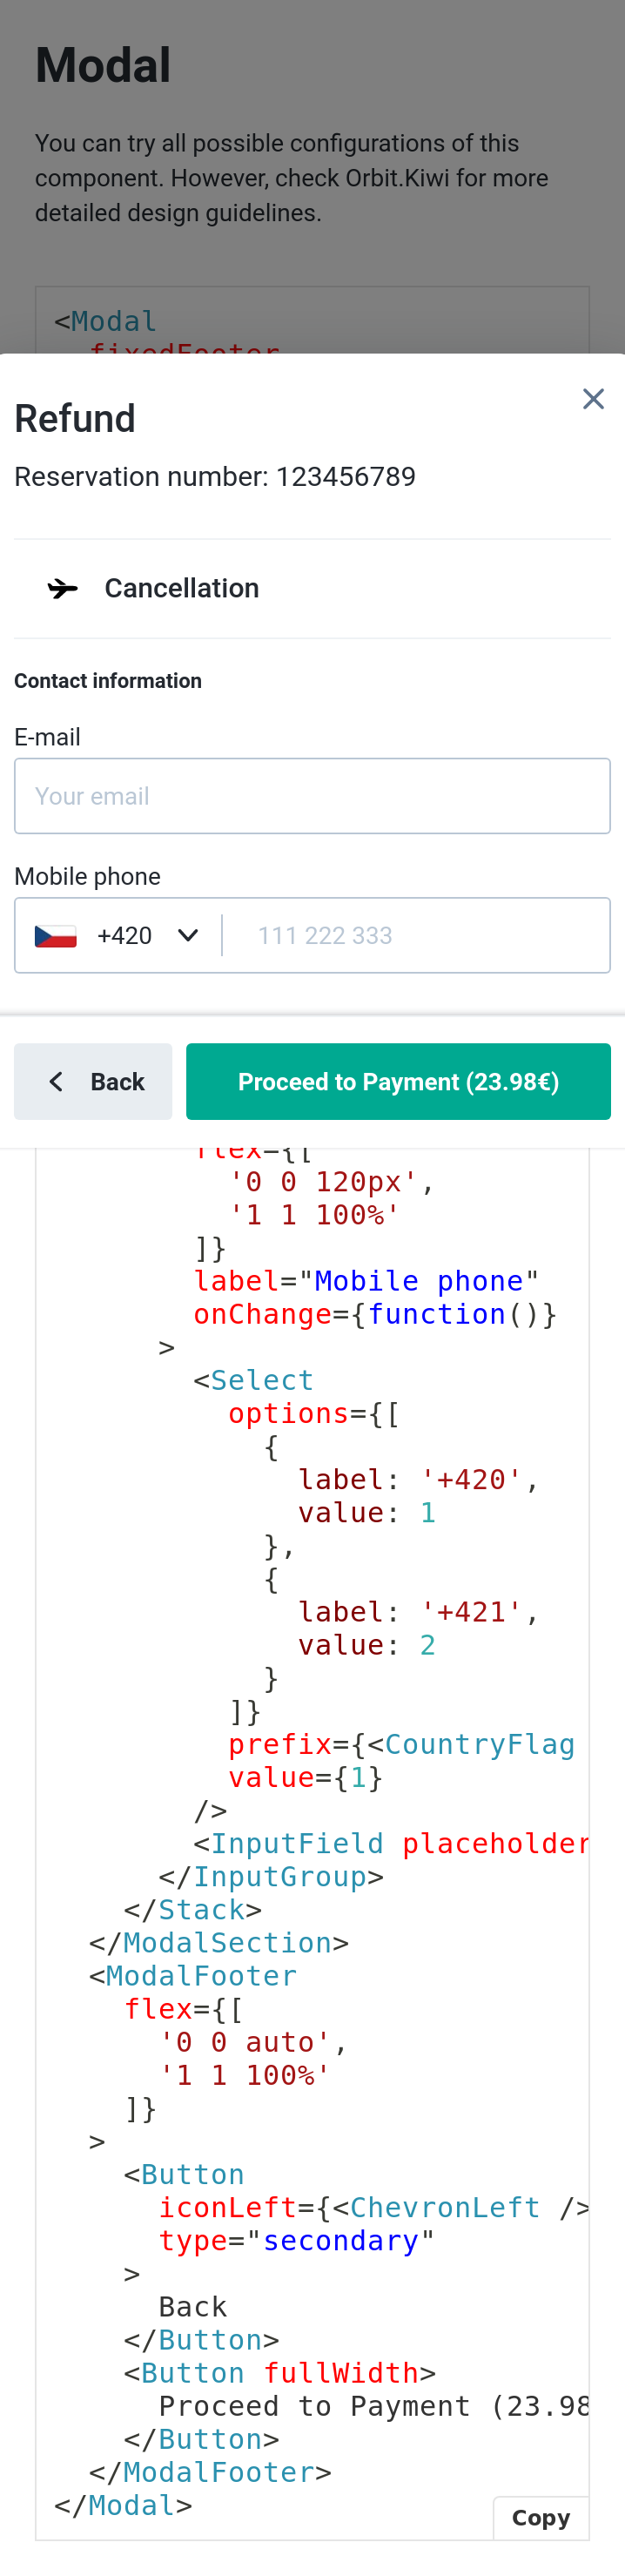 Modal
You can try all possible configurations of this
component. However, check Orbit.Kiwi for more
detailed design guidelines.
<Modal
fixedFooter
Refund
Reservation number: 123456789
Cancellation
Contact information
E-mail
Your email
Mobile phone
+420 111 222 333
Back Proceed to Payment (23.98€)
flex={[
'0 0 120px',
'1 1 100%'
]}
label="Mobile phone"
onChange={function()}
>
<Select
options={[
{
label: '+420',
value: 1
},
{
label: '+421',
value: 2
}
]}
prefix={<CountryFlag
value={1}
/>
<InputField placeholder
</InputGroup>
</Stack>
</ModalSection>
<ModalFooter
flex={[
'0 0 auto',
'1 1 100%'
]}
>
<Button
iconLeft={<ChevronLeft />
type="secondary"
>
Back
</Button>
<Button fullWidth>
Proceed to Payment (23.98
</Button>
</ModalFooter>
</Modal>
Copy